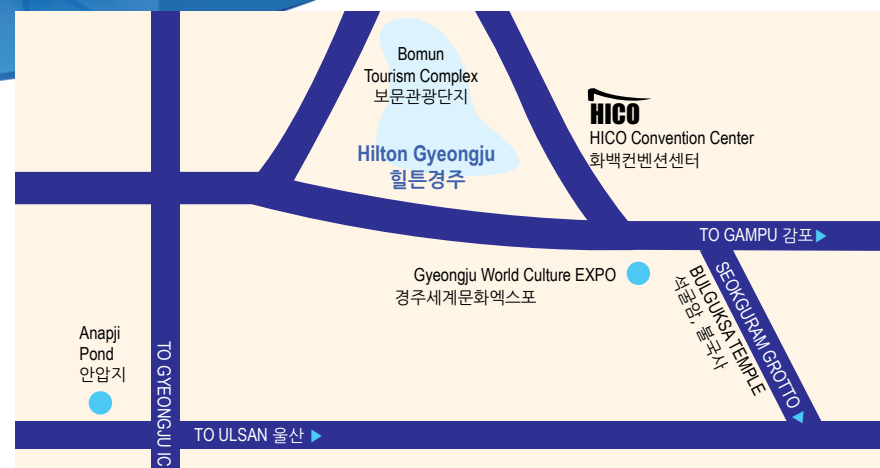 Bomun
Tourism Complex
보문관광단지
HICO
HICO Convention Center
화백컨벤션센터
Hilton Gyeongju
힐튼경주
TO GAMPU 감포
Gyeongju World Culture EXPO
경주세계문화엑스포
SEOKGURAM GROTTO
BULGUKSA TEMPLE
석굴암, 불국사
Anapji
Pond
안압지
TO GYEONGJU IC
TO ULSAN 울산